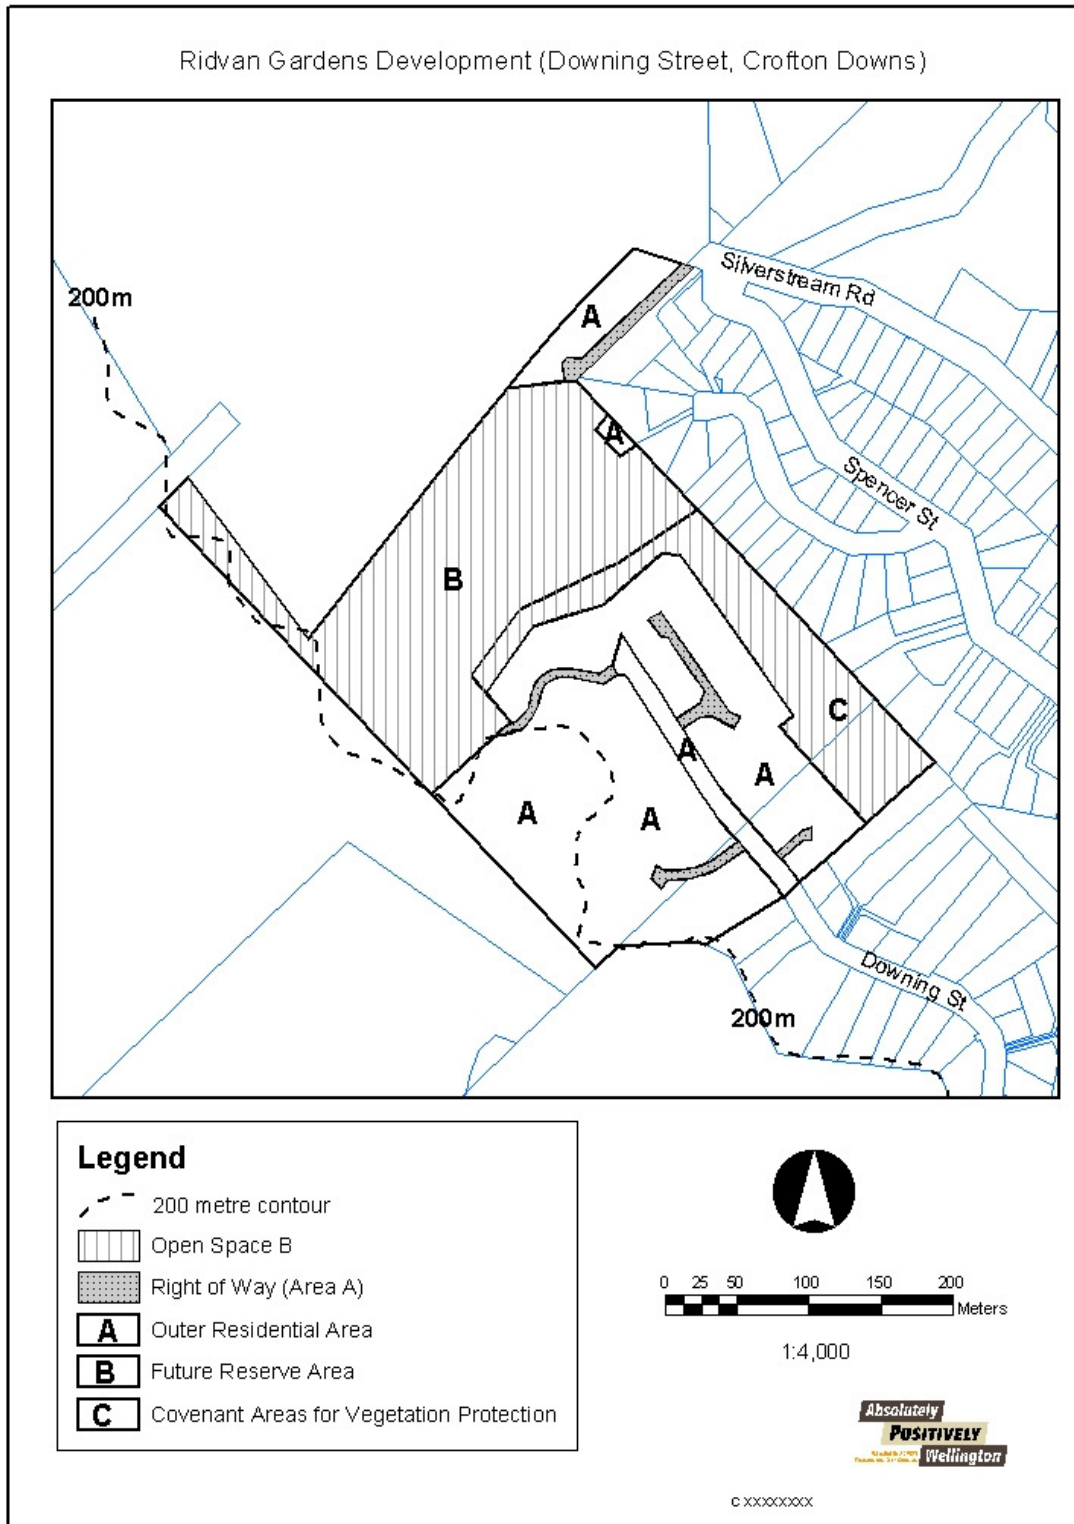 Ridvan Gardens Development (Downing Street, Crofton Downs)
Silverstream Rd
200m
A
A
Spencer St
B
C
A
A
A
A
Downing St
200m
Legend
200 metre contour
Open Space B
Right of Way (Area A)
A Outer Residential Area
B Future Reserve Area
C Covenant Areas for Vegetation Protection
0 25 50 100 150 200
Meters
1:4,000
Absolutely
POSITIVELY
Wellington
C XXXXXXXX